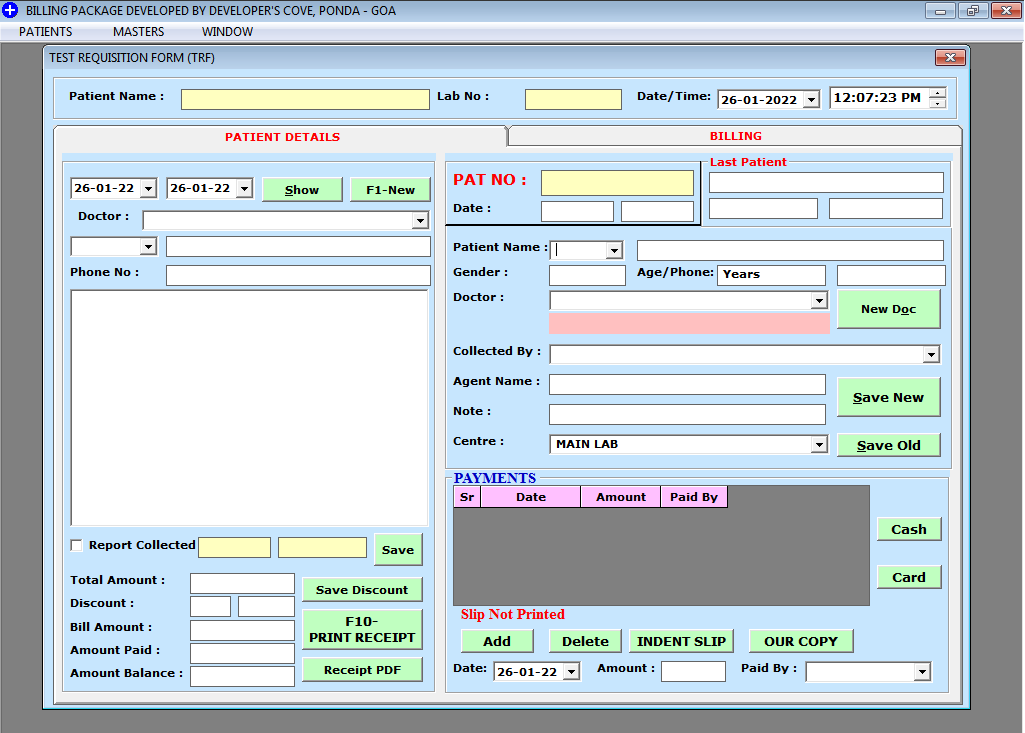 BILLING PACKAGE DEVELOPED BY DEVELOPER'S COVE, PONDA - GOA
PATIENTS MASTERS WINDOW
TEST REQUISITION FORM (TRF)
Patient Name : Lab No : Date/Time: 26-01-2022 12:07:23 PM
PATIENT DETAILS
BILLING
26-01-22 26-01-22 Show F1-New
Doctor :
Phone No :
Report Collected Save
Total Amount : Save Discount
Discount :
Bill Amount :
F10-
PRINT RECEIPT
Amount Paid :
Amount Balance : Receipt PDF
PAT NO :
Date :
Last Patient
Patient Name :
Gender : Age/Phone: Years
Doctor : New Doc
Collected By :
Agent Name : Save New
Note :
Centre : MAIN LAB Save Old
PAYMENTS
Sr Date Amount Paid By
Cash
Card
Slip Not Printed
Add Delete INDENT SLIP OUR COPY
Date: 26-01-22 Amount : Paid By :